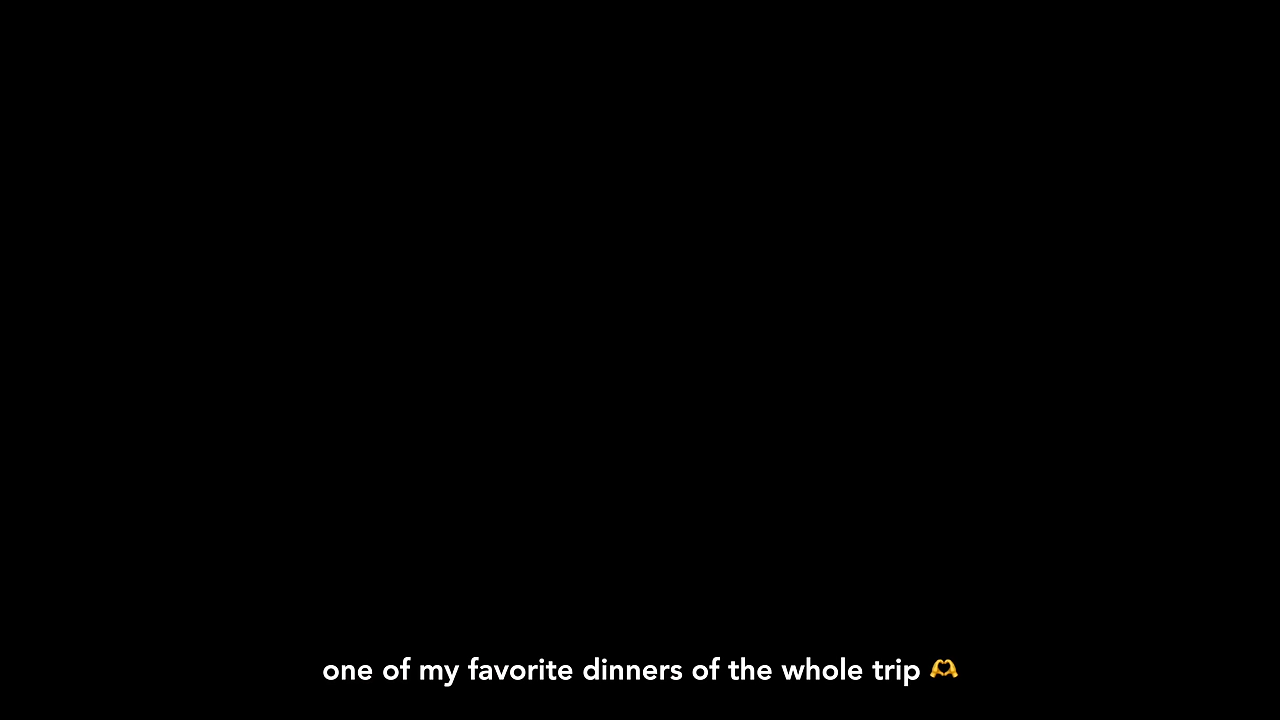 one of my favorite dinners of the whole trip 🫶